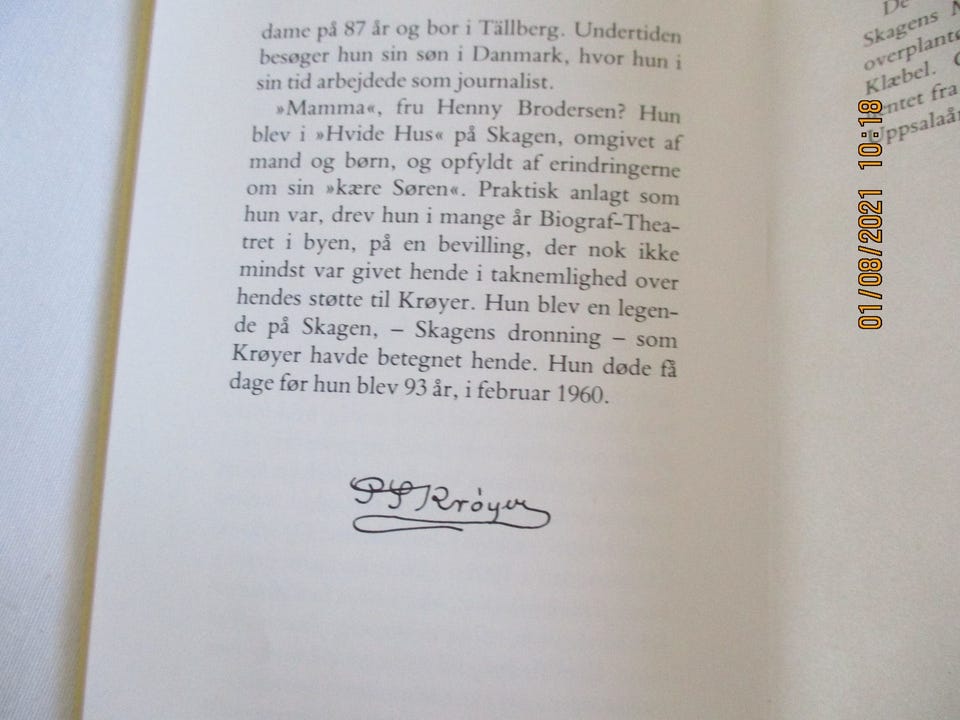 dame på 87 år og bor i Tällberg. Undertiden
besøger hun sin søn i Danmark, hvor hun i
sin tid arbejdede som journalist.
»Mamma«, fru Henny Brodersen? Hun
blev i »Hvide Hus« på Skagen, omgivet af
mand og børn, og opfyldt af erindringerne
om sin »kære Søren«. Praktisk anlagt som
hun var, drev hun i mange år Biograf-Thea-
tret i byen, på en bevilling, der nok ikke
mindst var givet hende i taknemlighed over
hendes støtte til Krøyer. Hun blev en legen-
de på Skagen, – Skagens dronning – som
Krøyer havde betegnet hende. Hun døde få
dage før hun blev 93 år, i februar 1960.
PS Krøyer
De
Skagens
overplant
Klæbel.
fra
Uppsalaår
01/08/2021 10:18